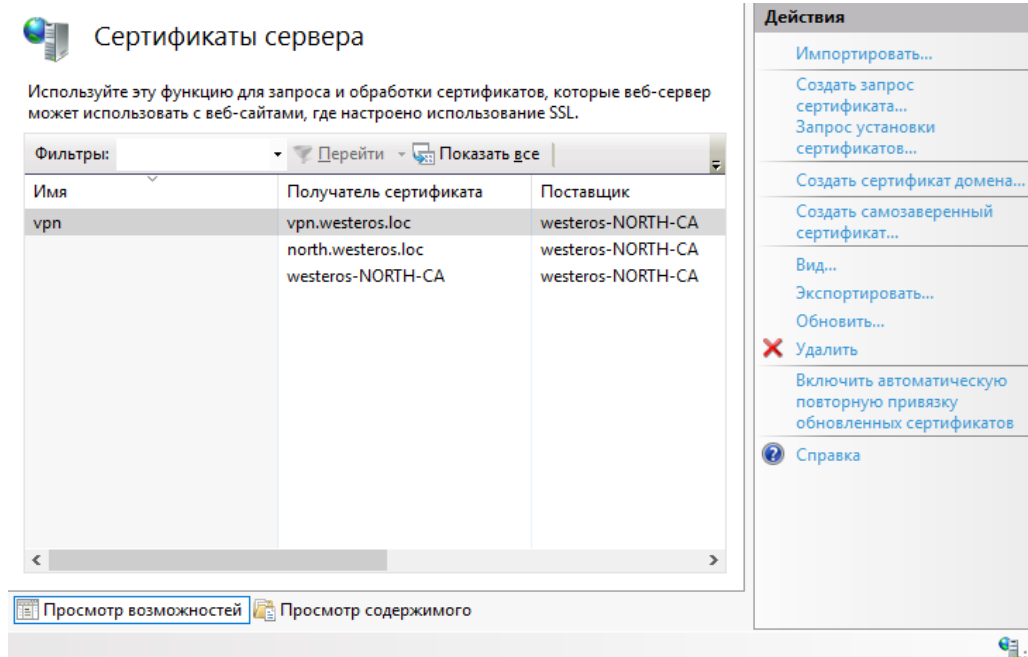 Сертификаты сервера
Используйте эту функцию для запроса и обработки сертификатов, которые веб-сервер
может использовать с веб-сайтами, где настроено использование SSL.
Фильтры: Перейти Показать все
Имя Получатель сертификата Поставщик
vpn vpn.westeros.loc westeros-NORTH-CA
north.westeros.loc westeros-NORTH-CA
westeros-NORTH-CA westeros-NORTH-CA
Просмотр возможностей Просмотр содержимого
Действия
Импортировать...
Создать запрос
сертификата...
Запрос установки
сертификатов...
Создать сертификат домена...
Создать самозаверенный
сертификат...
Вид...
Экспортировать...
Обновить...
Удалить
Включить автоматическую
повторную привязку
обновленных сертификатов
Справка